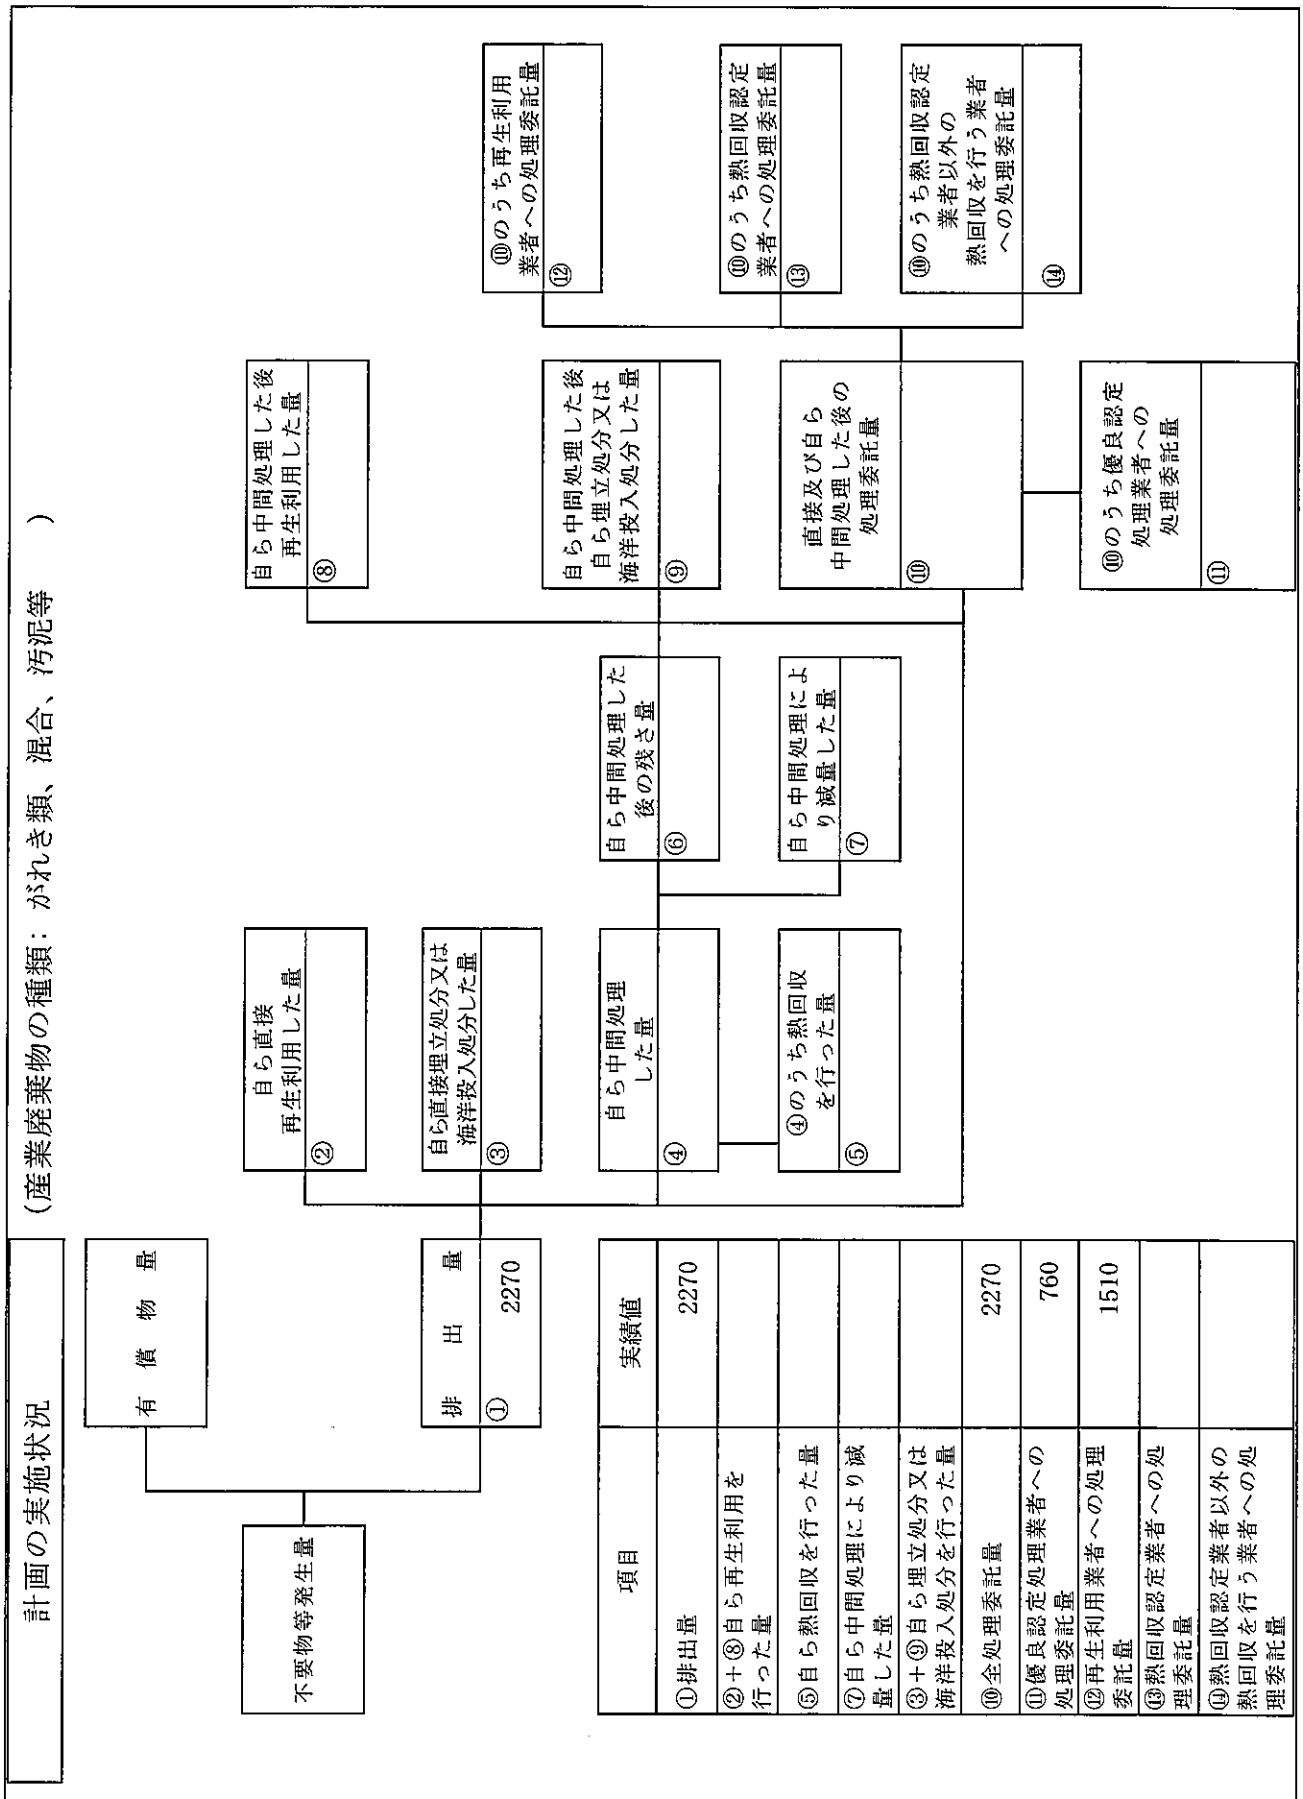 計画の実施状況
(産業廃棄物の種類：がれき類、混合、汚泥等　　)
不要物等発生量
有償物量
排出量
① 2270
自ら直接
再生利用した量
②
自ら直接埋立処分又は
海洋投入処分した量
③
自ら中間処理
した量
④
④のうち熱回収
を行った量
⑤
自ら中間処理した
後の残さ量
⑥
自ら中間処理によ
り減量した量
⑦
自ら中間処理した後
再生利用した量
⑧
自ら中間処理した後
自ら埋立処分又は
海洋投入処分した量
⑨
直接及び自ら
中間処理した後の
処理委託量
⑩
⑩のうち優良認定
処理業者への
処理委託量
⑪
⑩のうち再生利用
業者への処理委託量
⑫
⑩のうち熱回収認定
業者への処理委託量
⑬
⑩のうち熱回収認定
業者以外の
熱回収を行う業者
への処理委託量
⑭
項目 実績値
①排出量 2270
②+⑧自ら再生利用を
行った量
⑤自ら熱回収を行った量
⑦自ら中間処理により減
量した量
③+⑨自ら埋立処分又は
海洋投入処分を行った量
⑩全処理委託量 2270
⑪優良認定処理業者への
処理委託量 760
⑫再生利用業者への処理
委託量 1510
⑬熱回収認定業者への処
理委託量
⑭熱回収認定業者以外の
熱回収を行う業者への処
理委託量